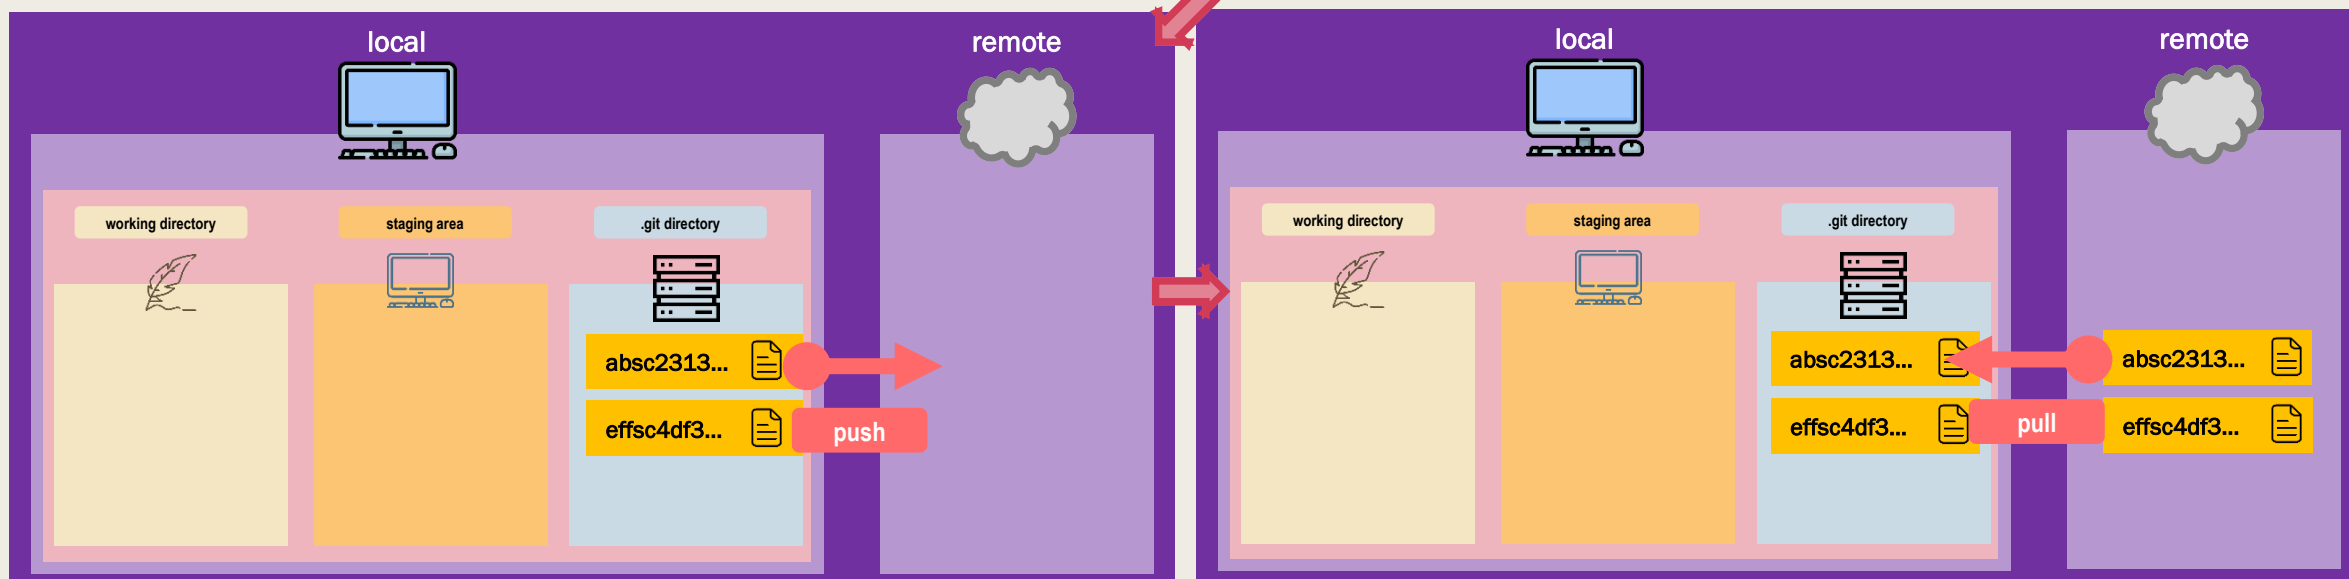 local
remote
working directory
staging area
.git directory
absc2313...
effsc4df3...
push
local
remote
working directory
staging area
.git directory
absc2313...
absc2313...
effsc4df3...
pull
effsc4df3...